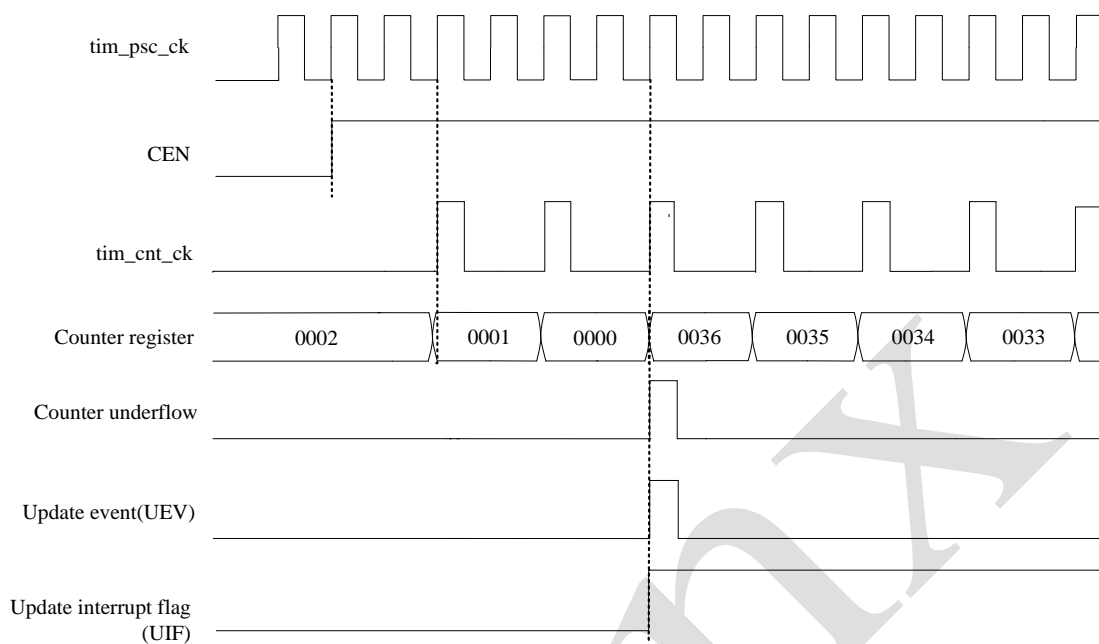 tim_psc_ck
CEN
tim_cnt_ck
Counter register
0002
0001
0000
0036
0035
0034
0033
Counter underflow
Update event(UEV)
Update interrupt flag
(UIF)